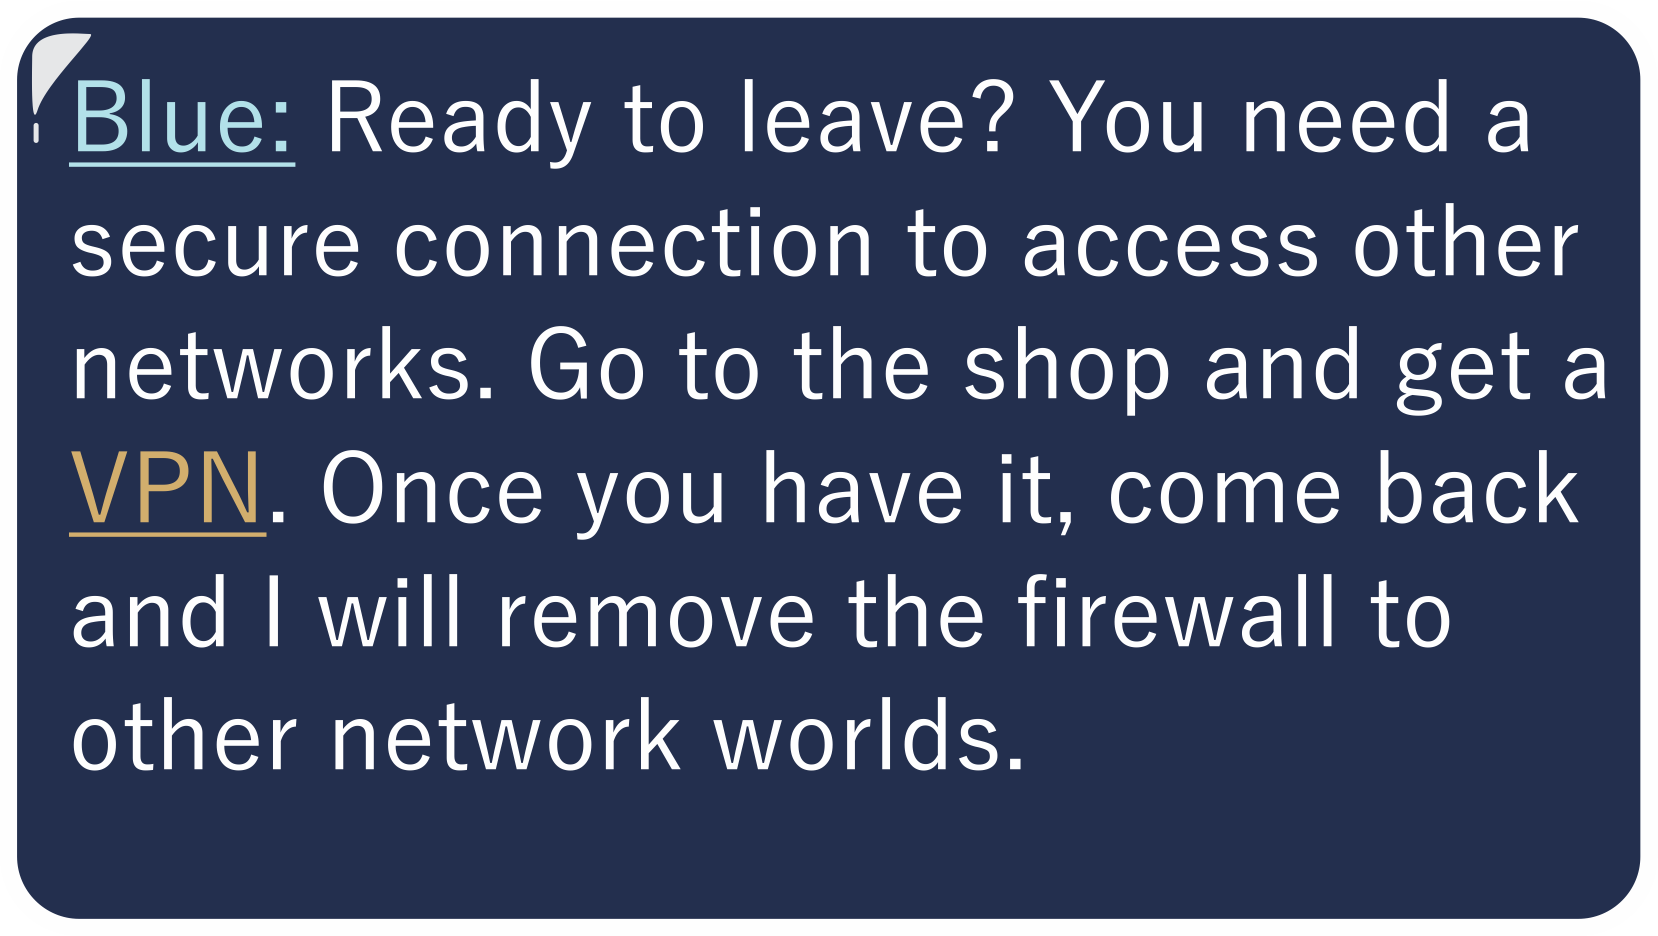 Blue: Ready to leave? You need a
secure connection to access other
networks. Go to the shop and get a
VPN. Once you have it, come back
and I will remove the firewall to
other network worlds.